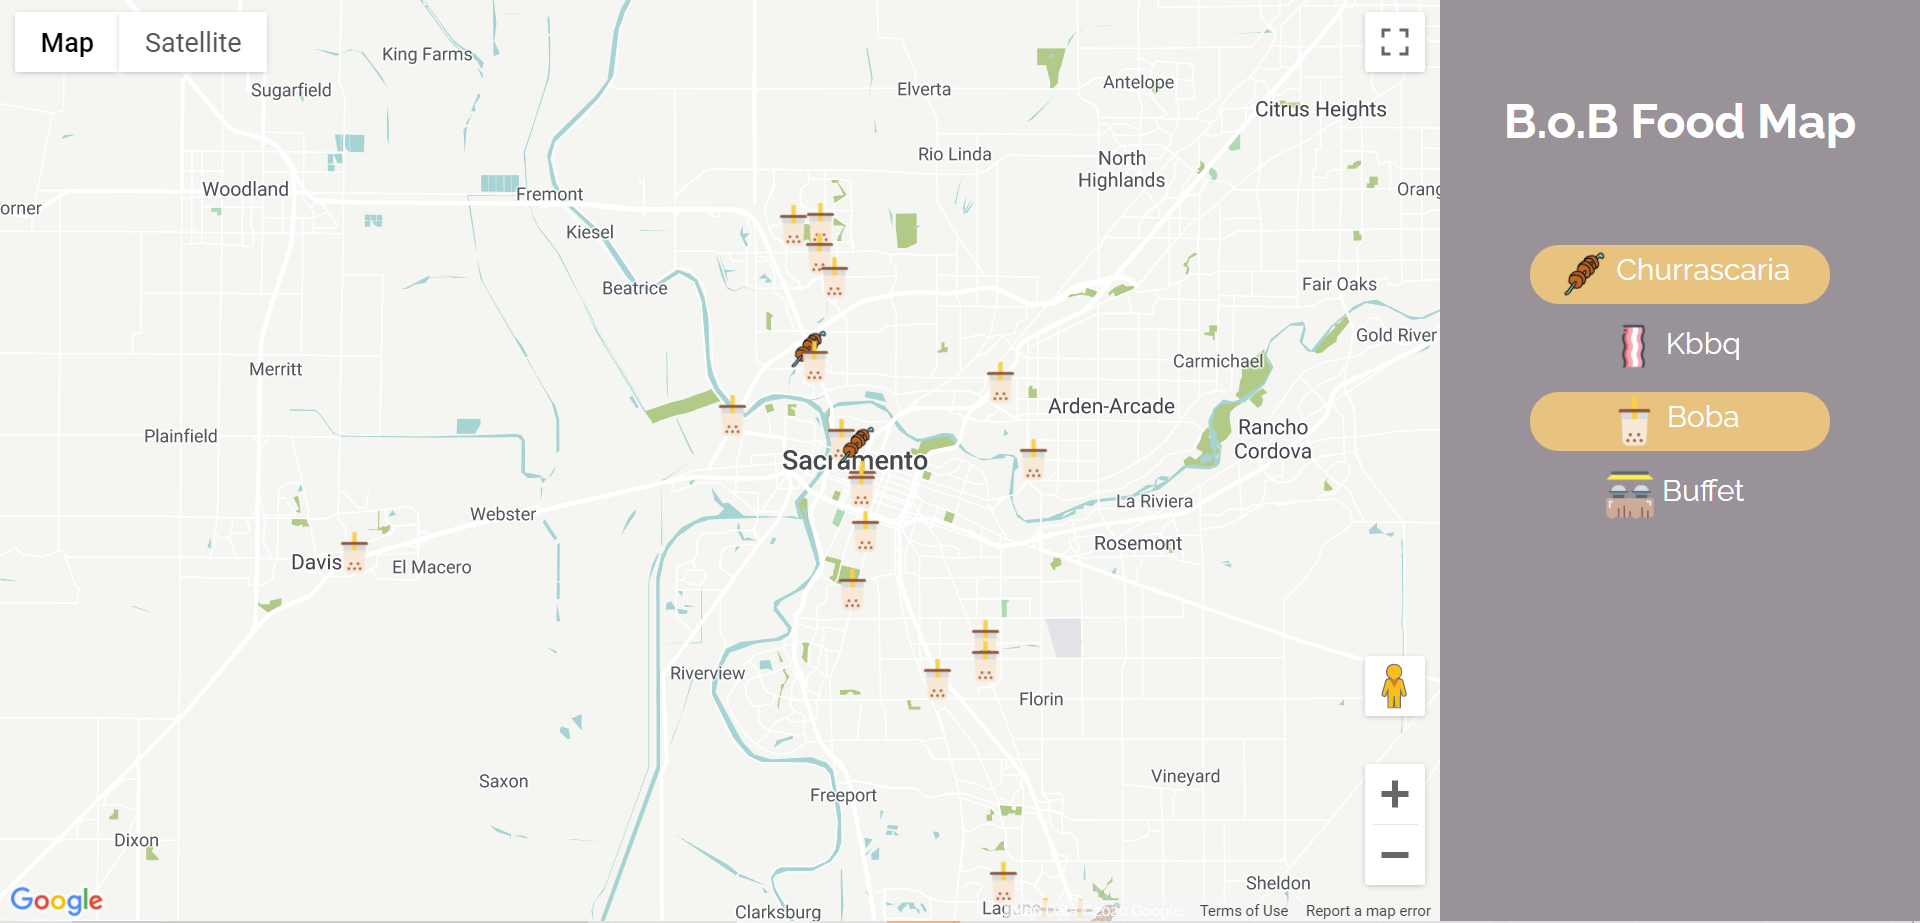 Map
Satellite
King Farms
Sugarfield
Elverta
Antelope
Citrus Heights
Rio Linda
North
Highlands
Woodland
Fremont
Orang
orner
Kiesel
Beatrice
Fair Oaks
Gold River
Merritt
Carmichael
Arden-Arcade
Plainfield
Rancho
Cordova
Sacramento
La Riviera
Webster
Rosemont
Davis
El Macero
Riverview
Florin
Vineyard
Saxon
Freeport
Dixon
Sheldon
Google
Clarksburg
Map Data ©2020 Google
Terms of Use
Report a map error
B.o.B Food Map
Churrascaria
Kbbq
Boba
Buffet